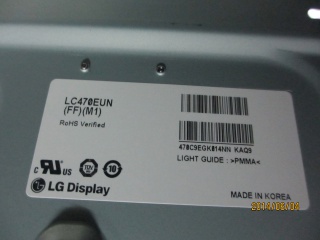 LC470EUN
(FF)(M1)
RoHS Verified
478C9EGK814NN KAQ9
LIGHT GUIDE : >PMMA<
LG Display
MADE IN KOREA